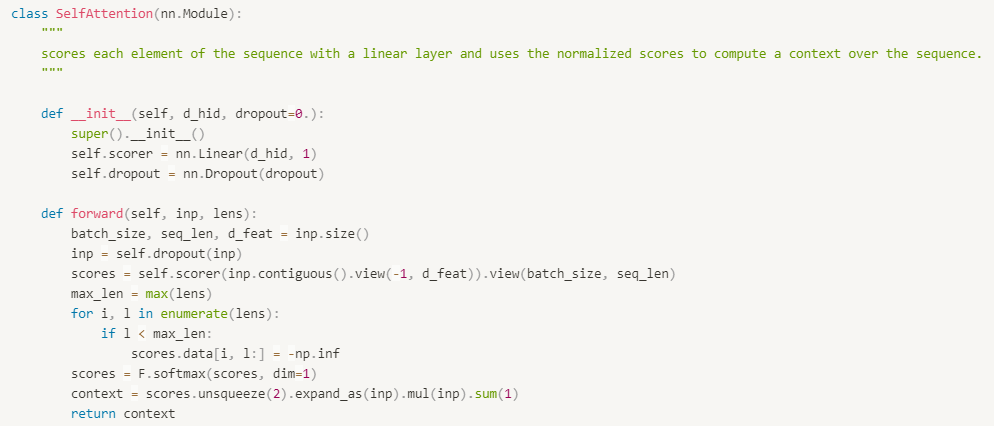 class SelfAttention(nn.Module):
    """
    scores each element of the sequence with a linear layer and uses the normalized scores to compute a context over the sequence.
    """

    def __init__(self, d_hid, dropout=0.):
        super().__init__()
        self.scorer = nn.Linear(d_hid, 1)
        self.dropout = nn.Dropout(dropout)

    def forward(self, inp, lens):
        batch_size, seq_len, d_feat = inp.size()
        inp = self.dropout(inp)
        scores = self.scorer(inp.contiguous().view(-1, d_feat)).view(batch_size, seq_len)
        max_len = max(lens)
        for i, l in enumerate(lens):
            if l < max_len:
                scores.data[i, l:] = -np.inf
        scores = F.softmax(scores, dim=1)
        context = scores.unsqueeze(2).expand_as(inp).mul(inp).sum(1)
        return context